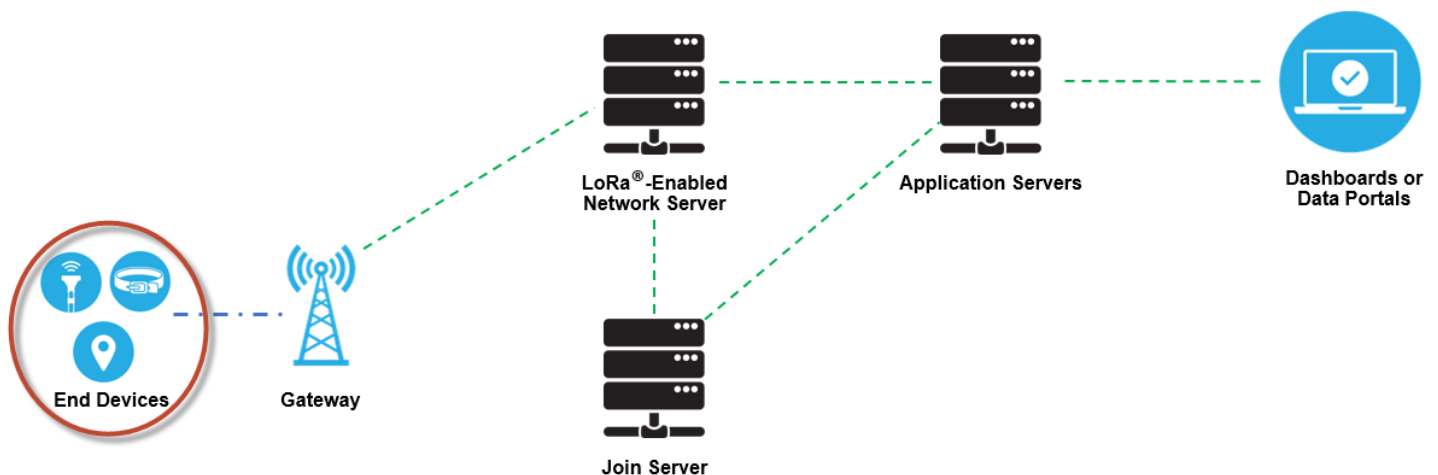 LoRa®-Enabled
Network Server
Application Servers
Dashboards or
Data Portals
End Devices
Gateway
Join Server